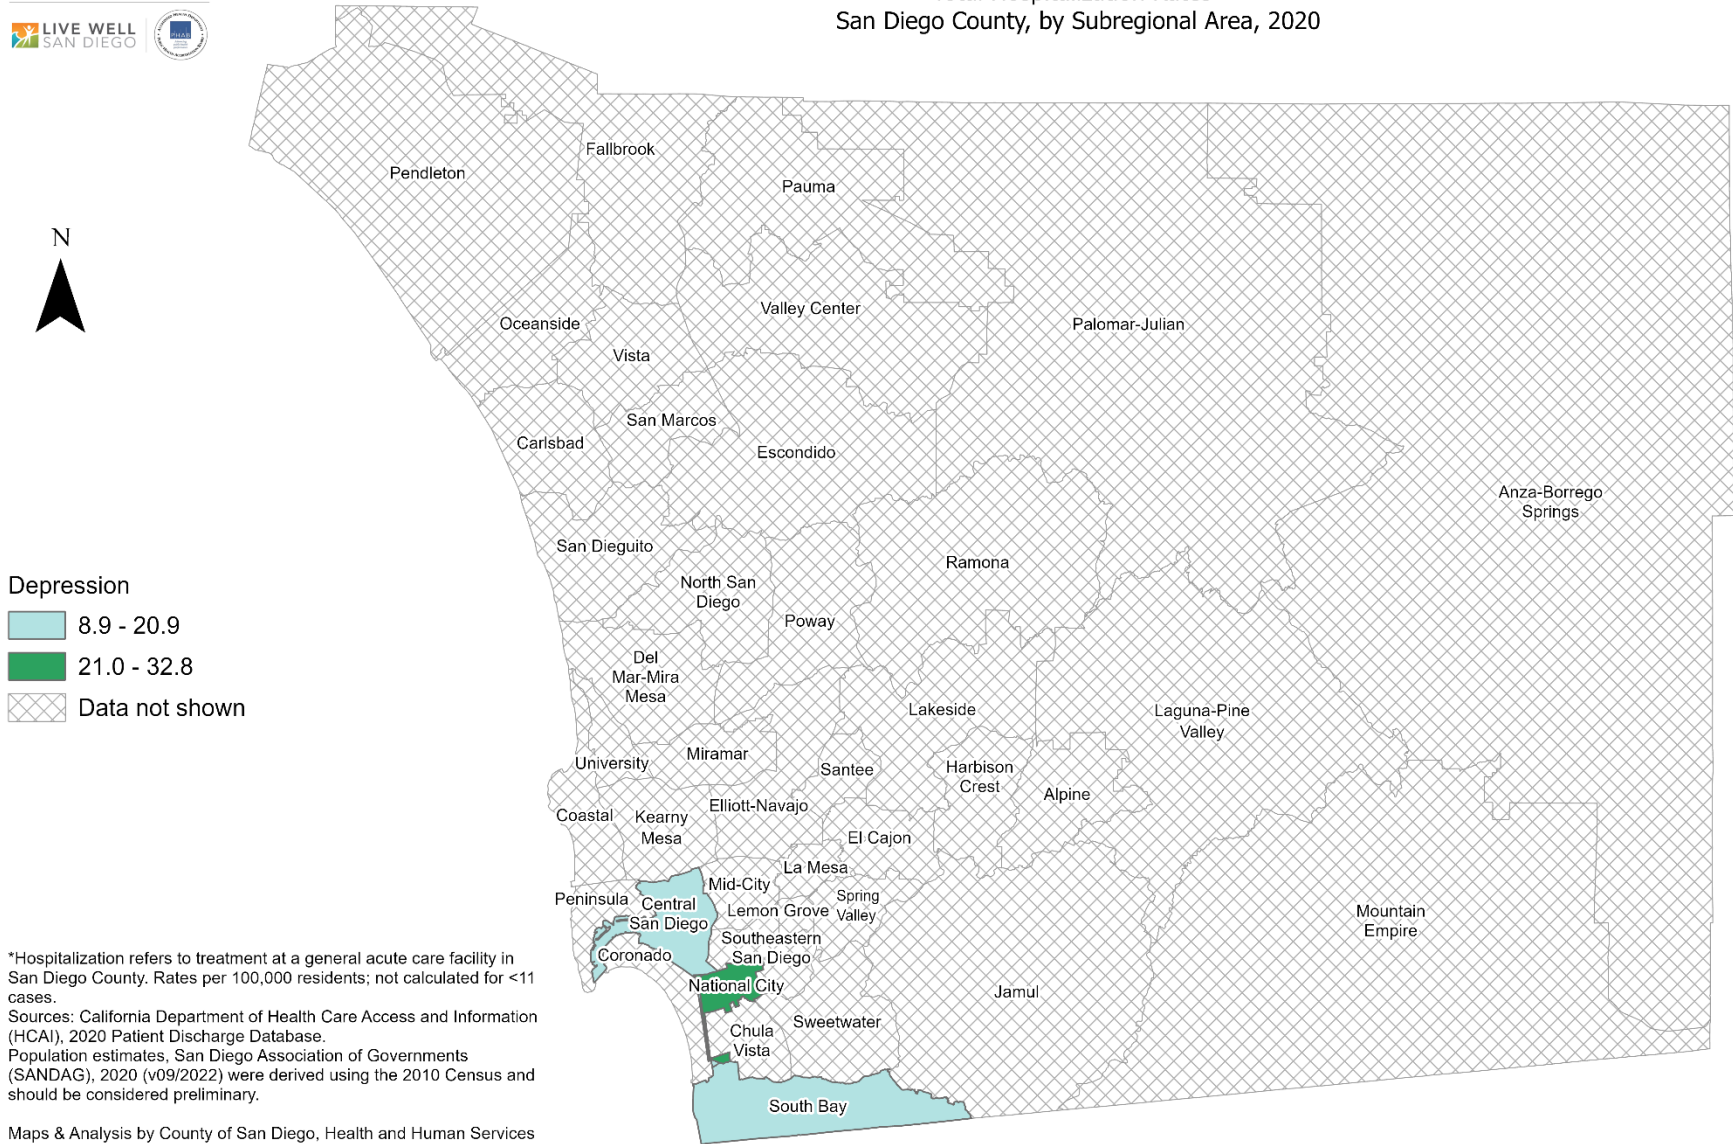 LIVE WELL
SAN DIEGO
PHAB
Total Hospitalization Rates*
San Diego County, by Subregional Area, 2020
N
Fallbrook
Pendleton
Pauma
Valley Center
Oceanside
Palomar-Julian
Vista
San Marcos
Carlsbad
Escondido
Anza-Borrego
Springs
San Dieguito
Ramona
North San
Diego
Poway
Del
Mar-Mira
Mesa
Lakeside
Laguna-Pine
Valley
Miramar
University
Santee
Harbison
Crest
Alpine
Coastal
Kearny
Mesa
Elliott-Navajo
El Cajon
La Mesa
Mid-City
Peninsula
Central
San Diego
Spring
Valley
Lemon Grove
Mountain
Empire
Southeastern
San Diego
Coronado
National City
Jamul
Sweetwater
Chula
Vista
South Bay
Depression
8.9 - 20.9
21.0 - 32.8
Data not shown
*Hospitalization refers to treatment at a general acute care facility in
San Diego County. Rates per 100,000 residents; not calculated for <11
cases.
Sources: California Department of Health Care Access and Information
(HCAI), 2020 Patient Discharge Database.
Population estimates, San Diego Association of Governments
(SANDAG), 2020 (v09/2022) were derived using the 2010 Census and
should be considered preliminary.
Maps & Analysis by County of San Diego, Health and Human Services